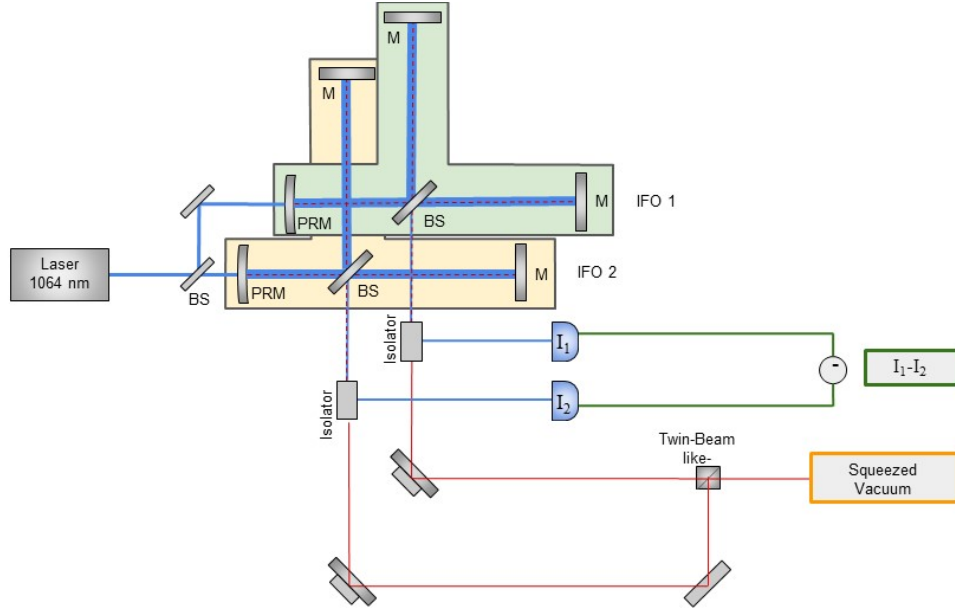 M
M
M
IFO 1
PRM
BS
Laser
1064 nm
BS
PRM
BS
M
IFO 2
Isolator
I₁
I₁-I₂
-
Isolator
I₂
Twin-Beam
like-
Squeezed
Vacuum